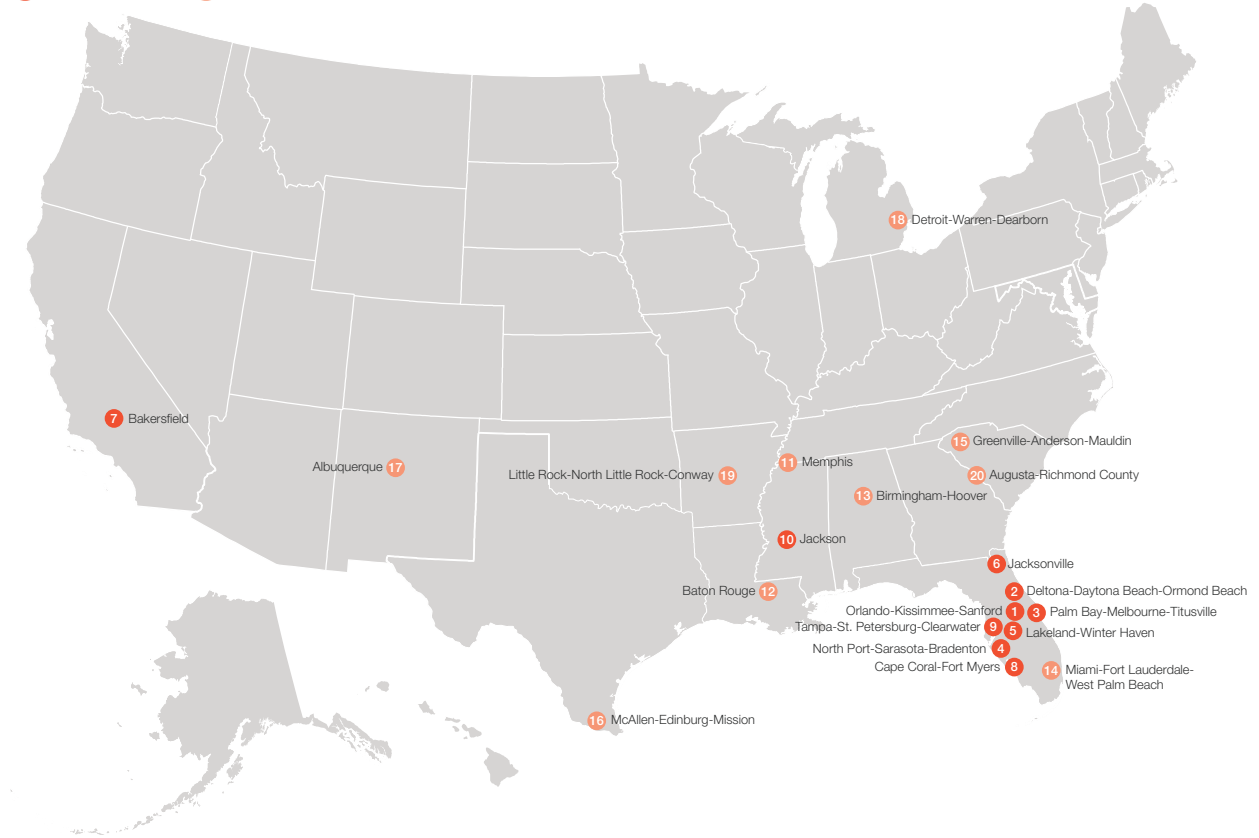 18 Detroit-Warren-Dearborn
7 Bakersfield
15 Greenville-Anderson-Mauldin
11 Memphis
Albuquerque 17
Little Rock-North Little Rock-Conway 19
20 Augusta-Richmond County
13 Birmingham-Hoover
10 Jackson
6 Jacksonville
Baton Rouge 12
2 Deltona-Daytona Beach-Ormond Beach
Orlando-Kissimmee-Sanford 1
3 Palm Bay-Melbourne-Titusville
Tampa-St. Petersburg-Clearwater 9
5 Lakeland-Winter Haven
North Port-Sarasota-Bradenton 4
Cape Coral-Fort Myers 8
14 Miami-Fort Lauderdale-
West Palm Beach
16 McAllen-Edinburg-Mission